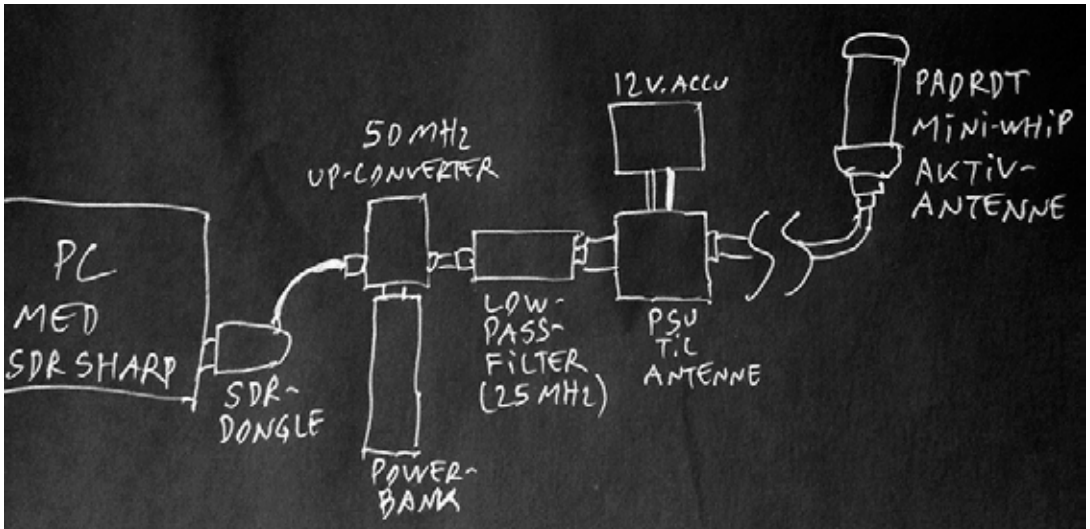 PC
MED
SDR SHARP
SDR-
DONGLE
50 MHz
UP-CONVERTER
POWER-
BANK
LOW-
PASS-
FILTER
(25 MHz)
12V. ACCU
PSU
TIL
ANTENNE
PA0RDT
MINI-WHIP
AKTIV-
ANTENNE